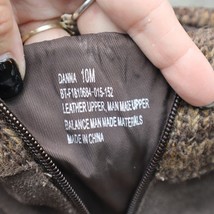 DANNA 10M
BT-F1810684-015-152
LEATHER UPPER, MAN MADE UPPER
BALANCE MAN MADE MATERIALS
MADE IN CHINA